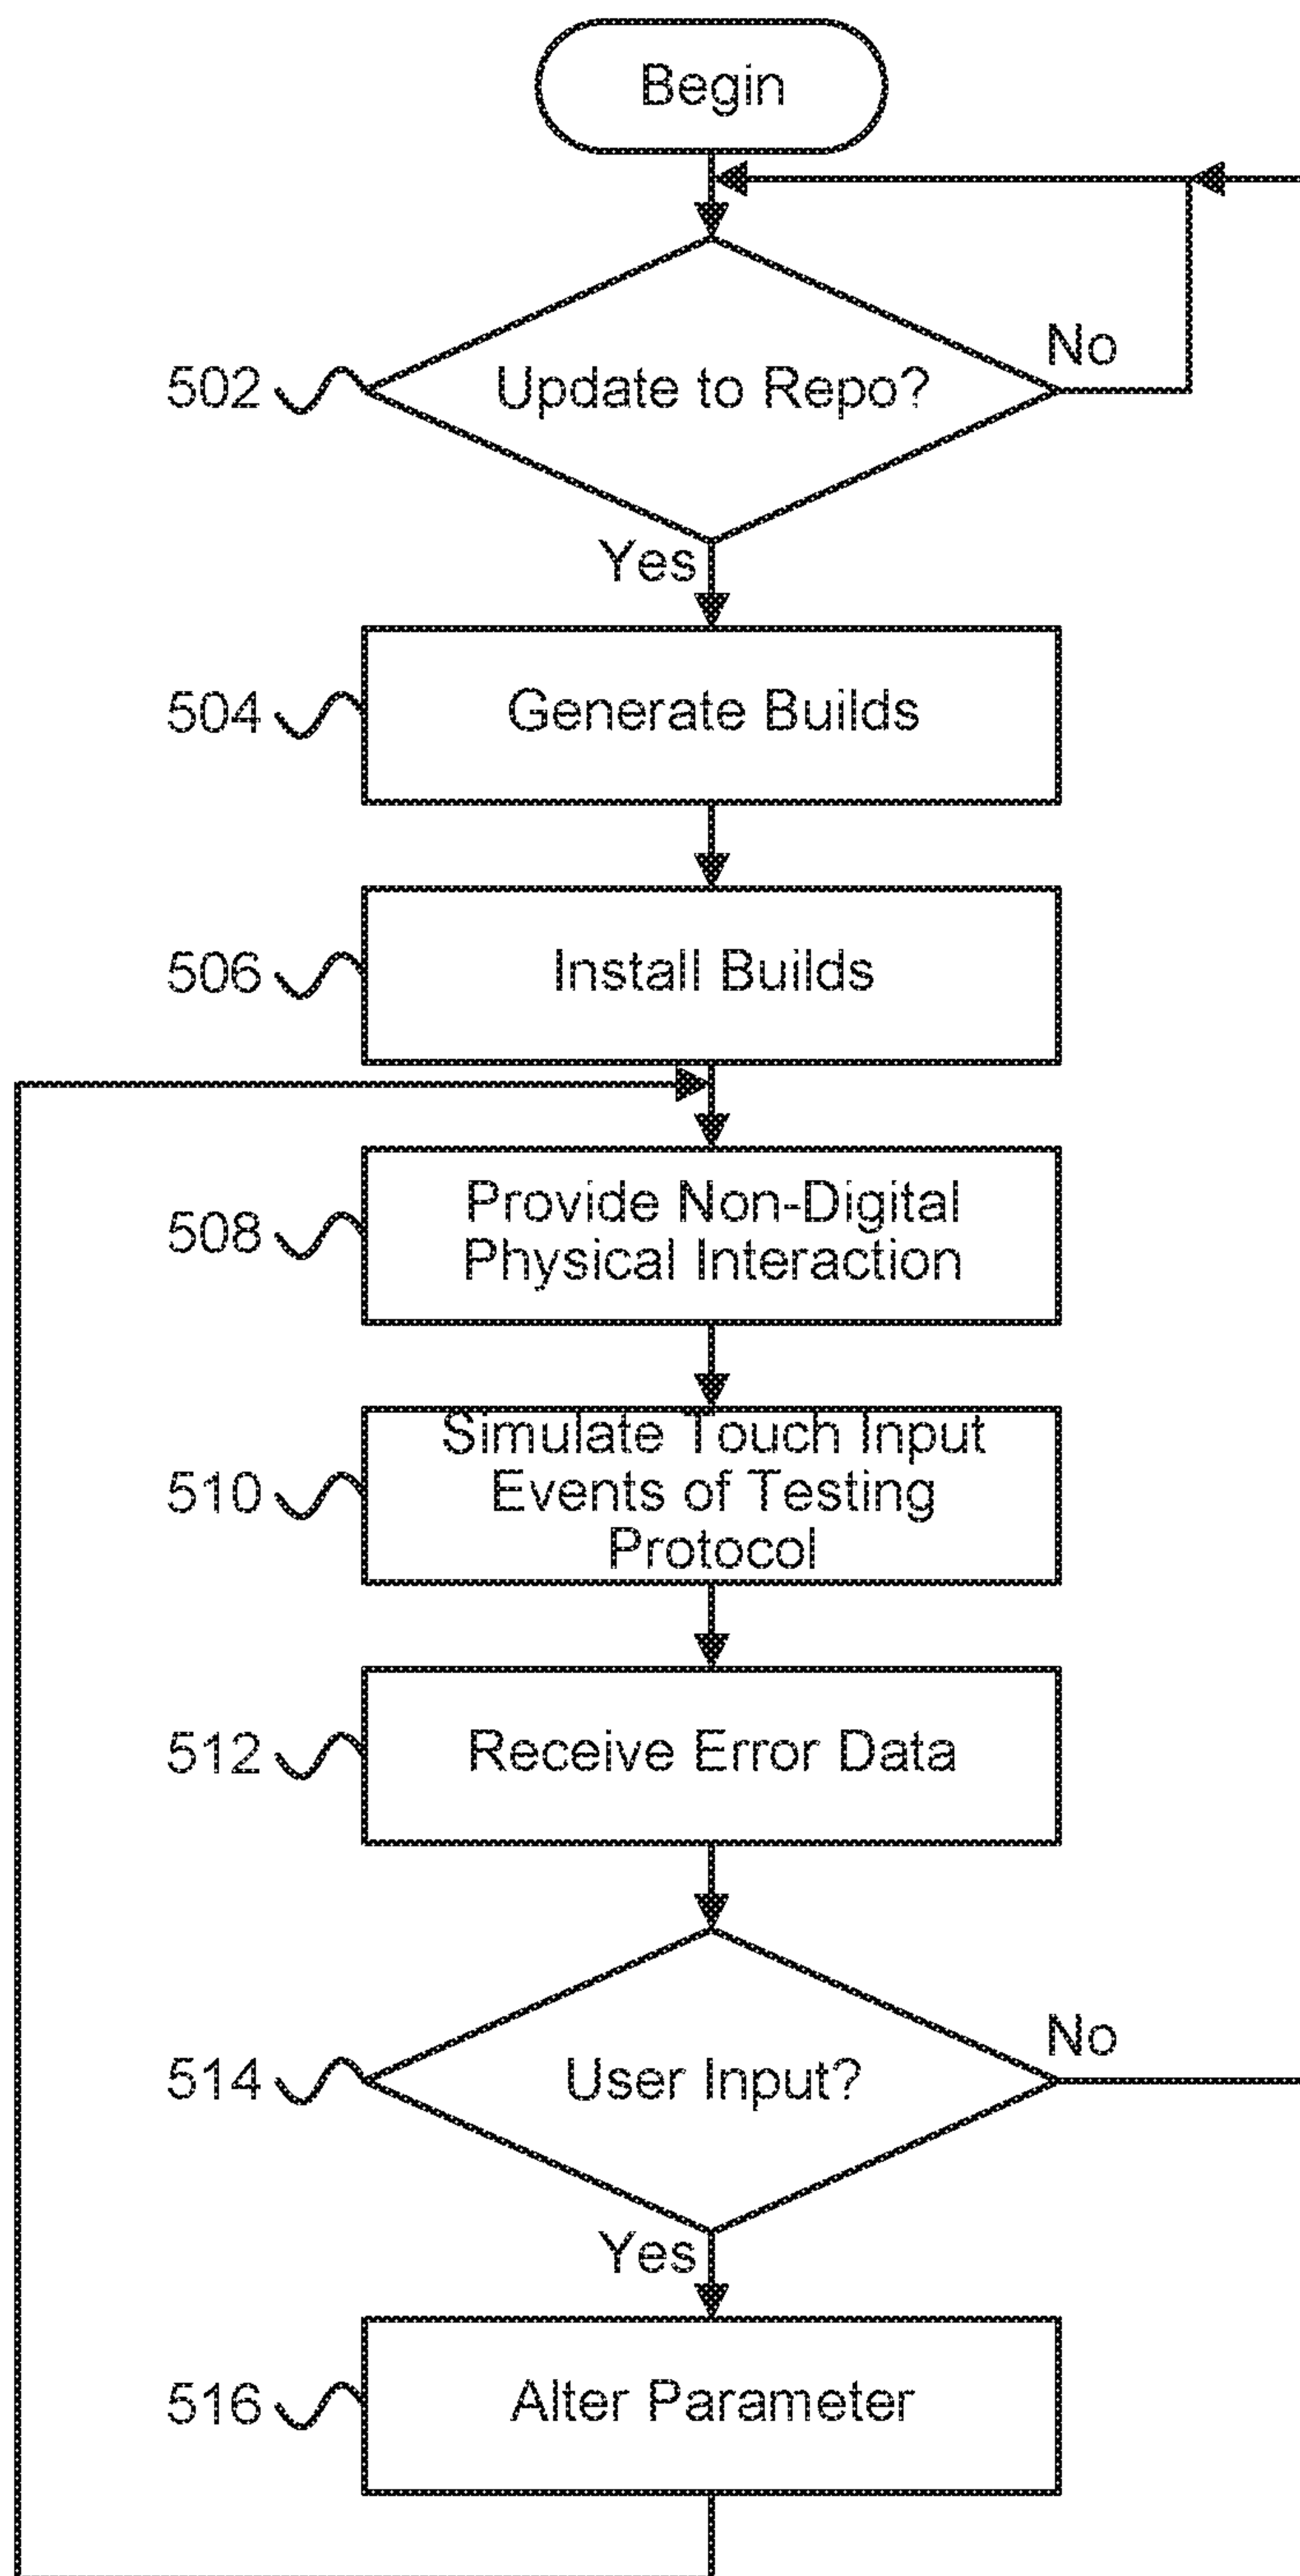 Begin
502
Update to Repo?
No
Yes
504
Generate Builds
506
Install Builds
508
Provide Non-Digital
Physical Interaction
510
Simulate Touch Input
Events of Testing
Protocol
512
Receive Error Data
514
User Input?
No
Yes
516
Alter Parameter